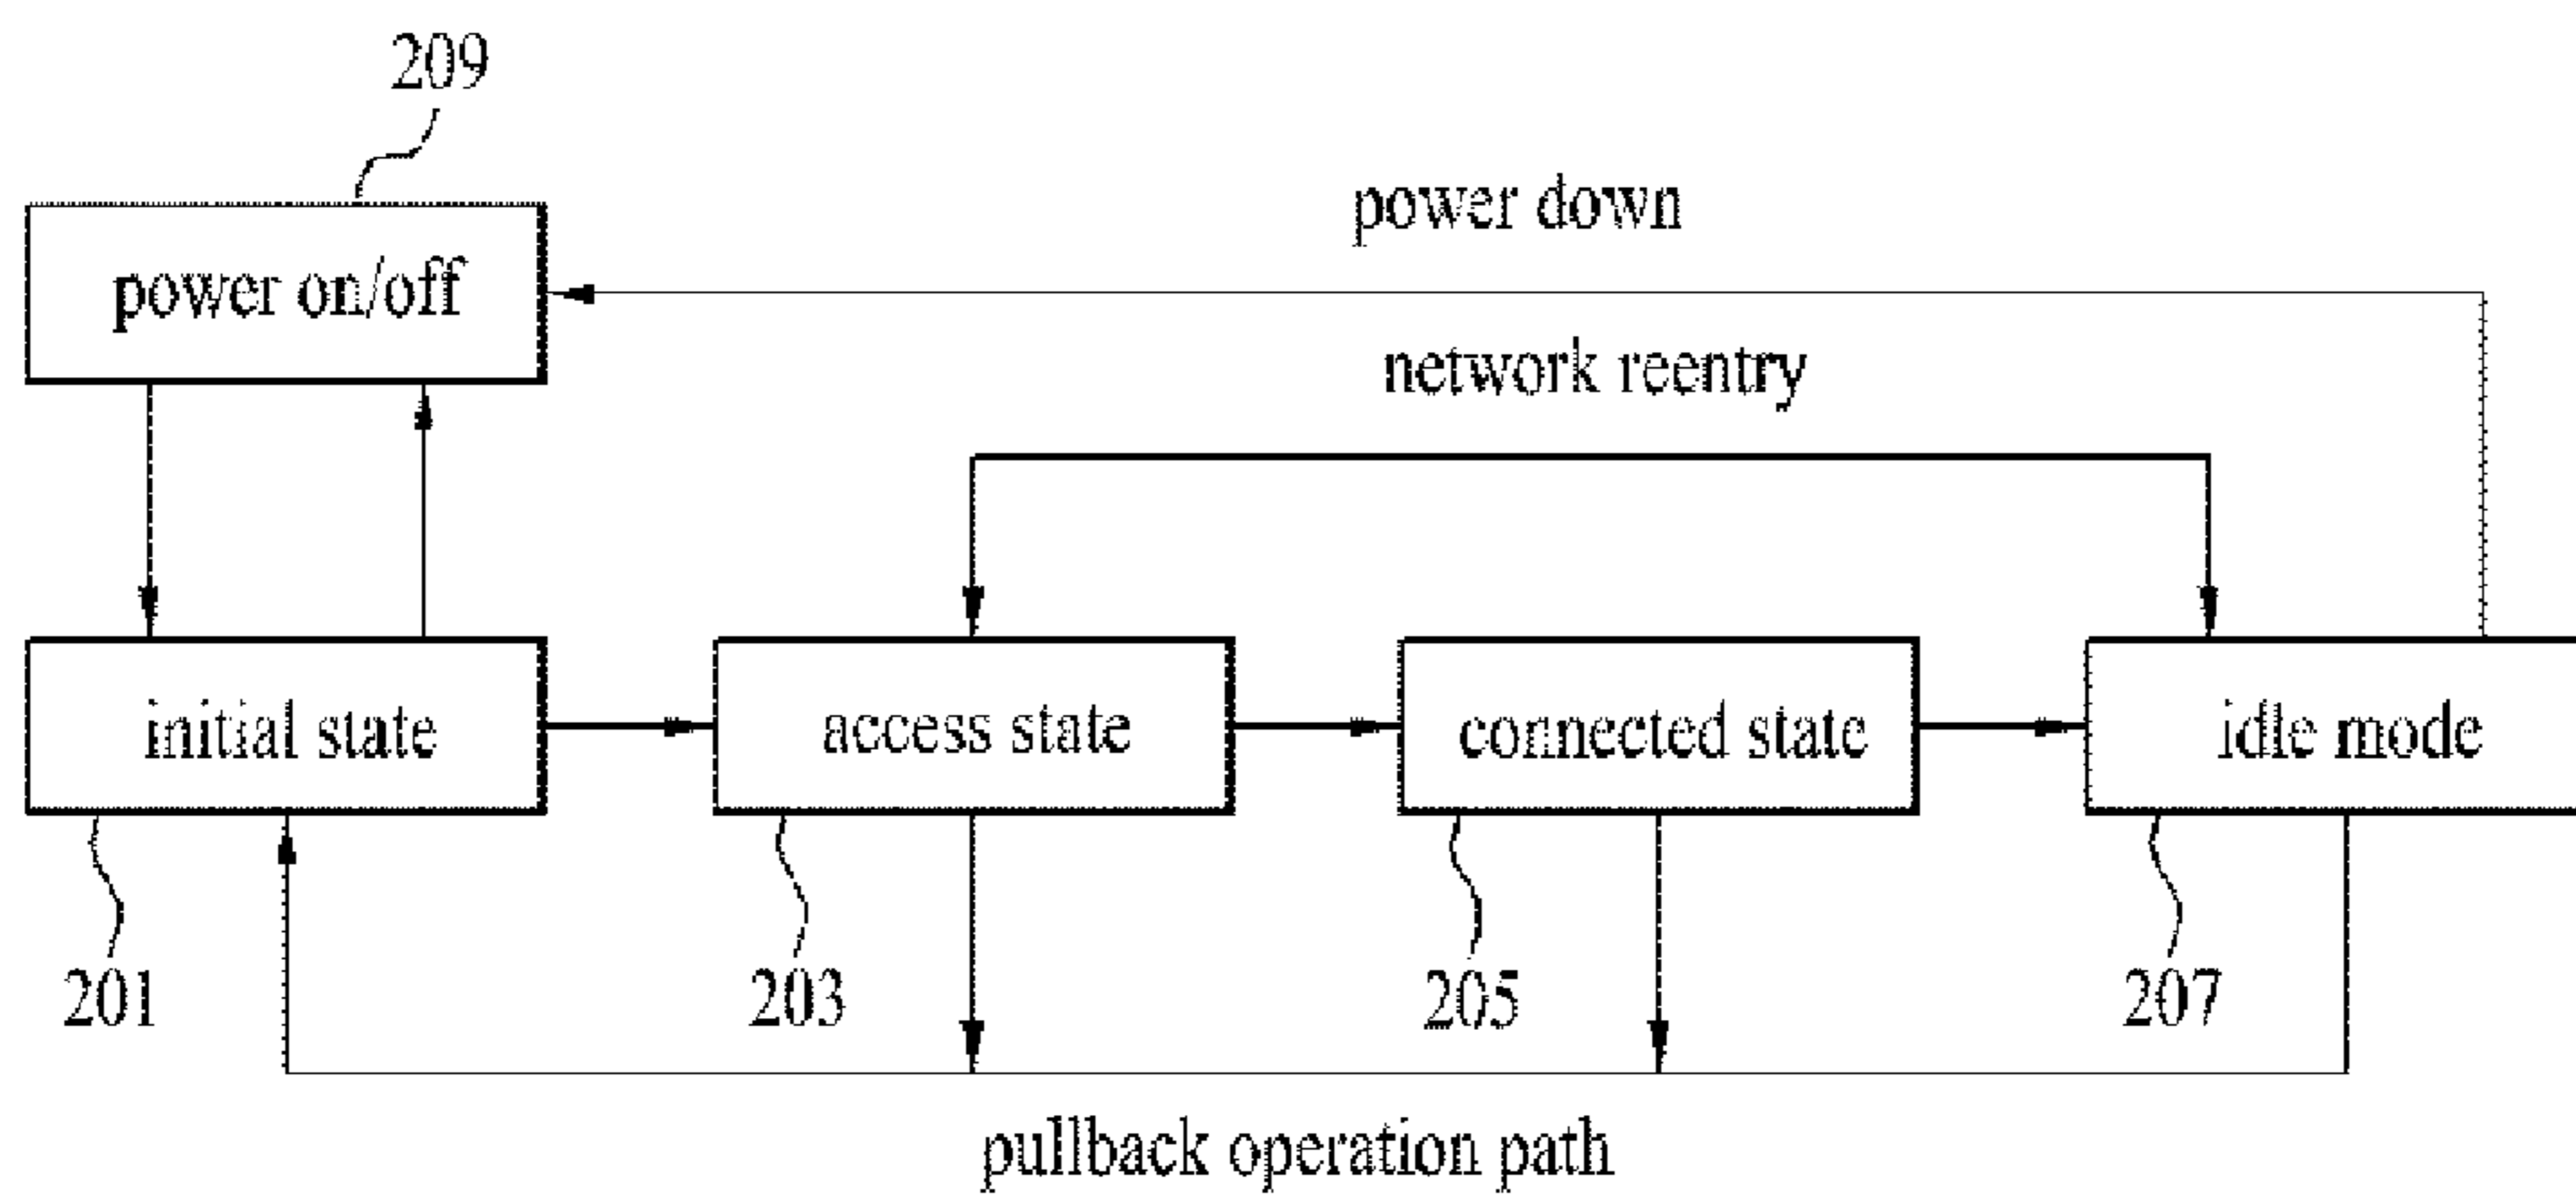 209
power down
power on/off
network reentry
initial state
access state
connected state
idle mode
201
203
205
207
pullback operation path